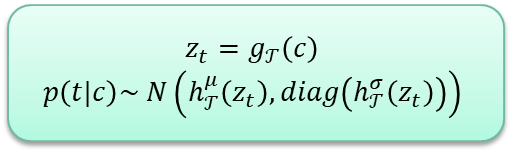 z_t = g_𝒯(c)
p(t|c)~ N(h_𝒯^μ(z_t), diag(h_𝒯^σ(z_t)))